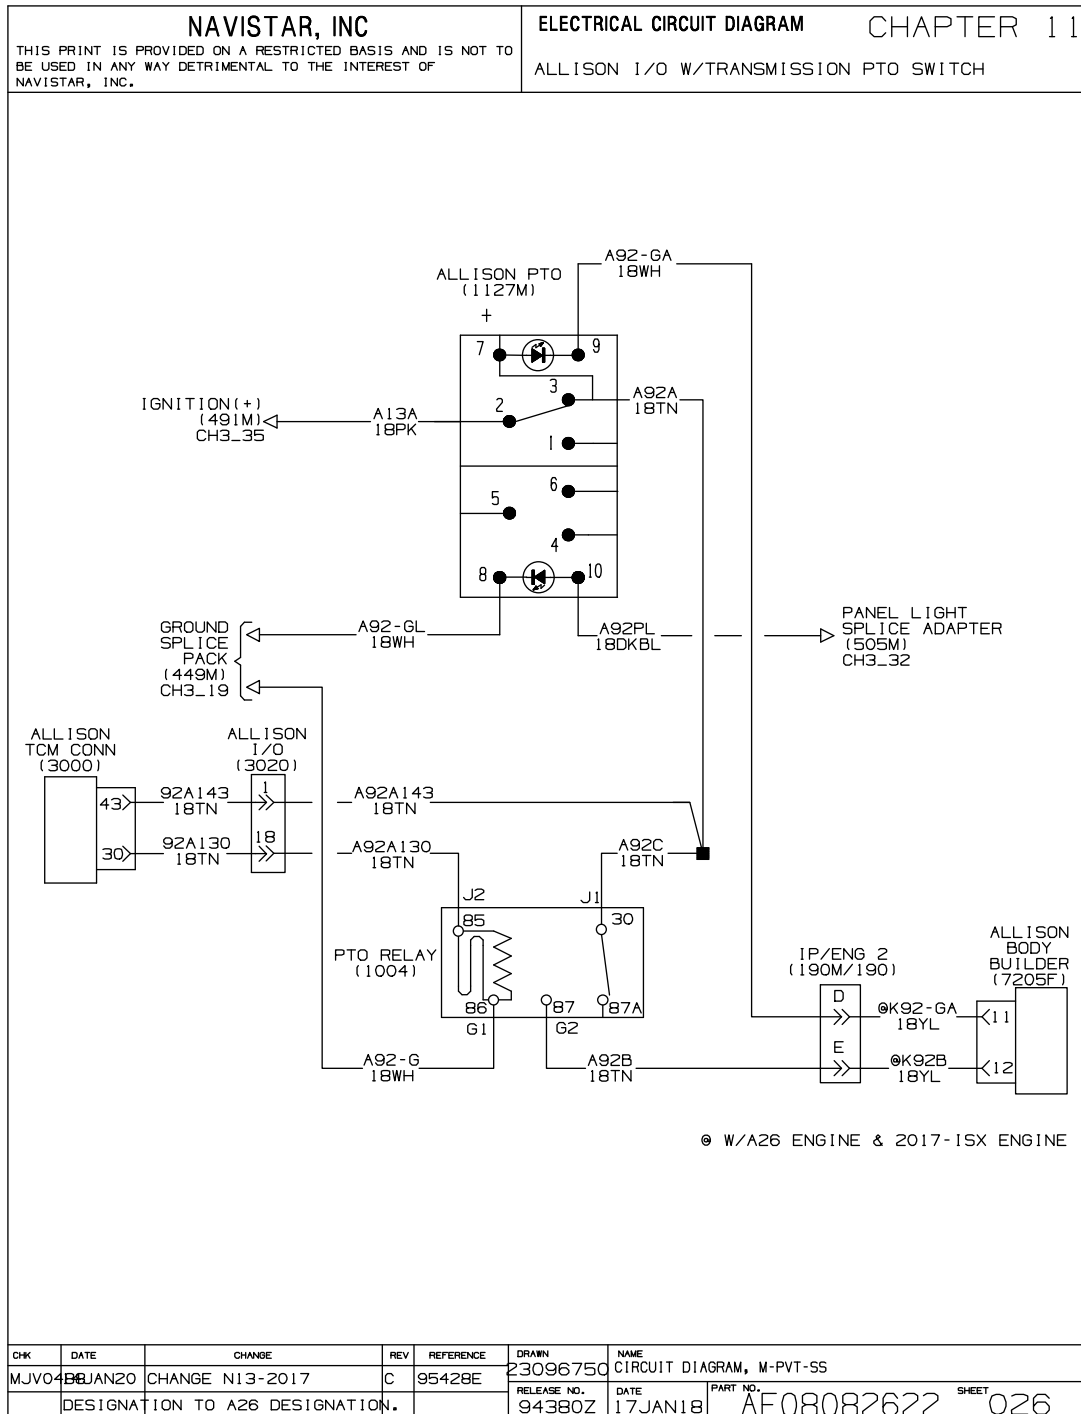 NAVISTAR, INC
THIS PRINT IS PROVIDED ON A RESTRICTED BASIS AND IS NOT TO
BE USED IN ANY WAY DETRIMENTAL TO THE INTEREST OF
NAVISTAR, INC.
ELECTRICAL CIRCUIT DIAGRAM
CHAPTER 11
ALLISON I/O W/TRANSMISSION PTO SWITCH
A92-GA
18WH
ALLISON PTO
(1127M)
+
7
9
3
2
1
A92A
18TN
IGNITION(+)
(491M)
CH3_35
A13A
18PK
6
5
4
8
10
GROUND
SPLICE
PACK
(449M)
CH3_19
A92-GL
18WH
A92PL
18DKBL
PANEL LIGHT
SPLICE ADAPTER
(505M)
CH3_32
ALLISON
TCM CONN
(3000)
ALLISON
I/O
(3020)
43
92A143
18TN
1
A92A143
18TN
30
92A130
18TN
18
A92A130
18TN
A92C
18TN
J2
J1
85
30
PTO RELAY
(1004)
86
87
87A
G1
G2
IP/ENG 2
(190M/190)
ALLISON
BODY
BUILDER
(7205F)
D
@K92-GA
18YL
11
E
@K92B
18YL
12
A92-G
18WH
A92B
18TN
@ W/A26 ENGINE & 2017-ISX ENGINE
CHK
DATE
CHANGE
REV
REFERENCE
DRAWN
NAME
JAN20
CHANGE N13-2017
C
95428E
23096750
CIRCUIT DIAGRAM, M-PVT-SS
DESIGNATION TO A26 DESIGNATION.
RELEASE NO.
94380Z
DATE
17JAN18
PART NO.
AE08082622
SHEET
026